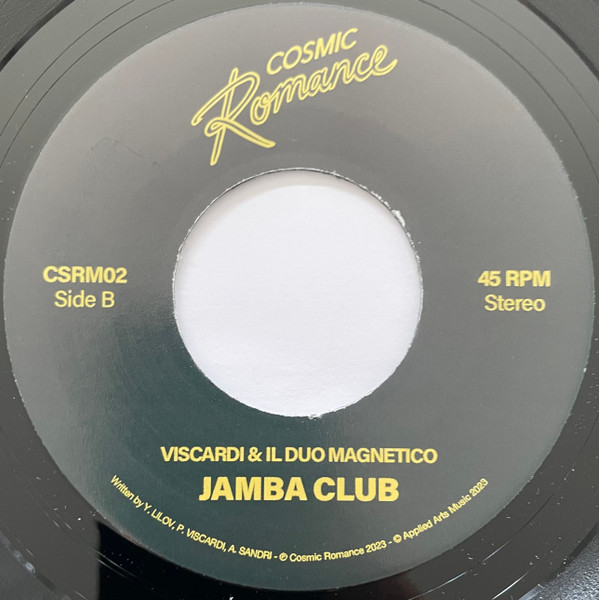 COSMIC
Romance
CSRM02
Side B
45 RPM
Stereo
VISCARDI & IL DUO MAGNETICO
JAMBA CLUB
Written by Y. LILOV, P. VISCARDI, A. SANDRI - ℗ Cosmic Romance 2023 - © Applied Arts Music 2023